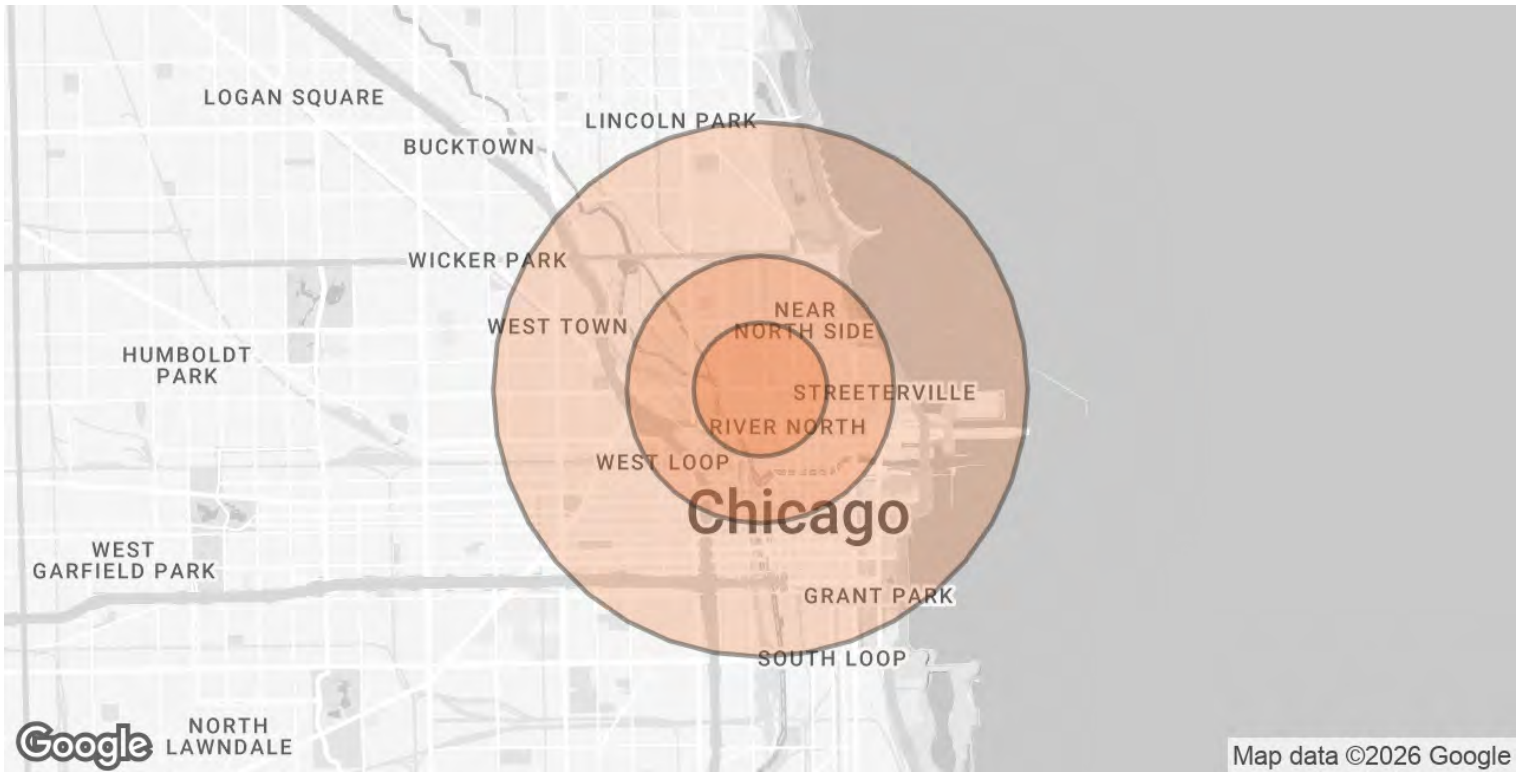 LOGAN SQUARE
LINCOLN PARK
BUCKTOWN
WICKER PARK
NEAR
NORTH SIDE
WEST TOWN
HUMBOLDT
PARK
STREETERVILLE
RIVER NORTH
WEST LOOP
Chicago
WEST
GARFIELD PARK
GRANT PARK
SOUTH LOOP
NORTH
LAWNDALE
Google
Map data ©2026 Google